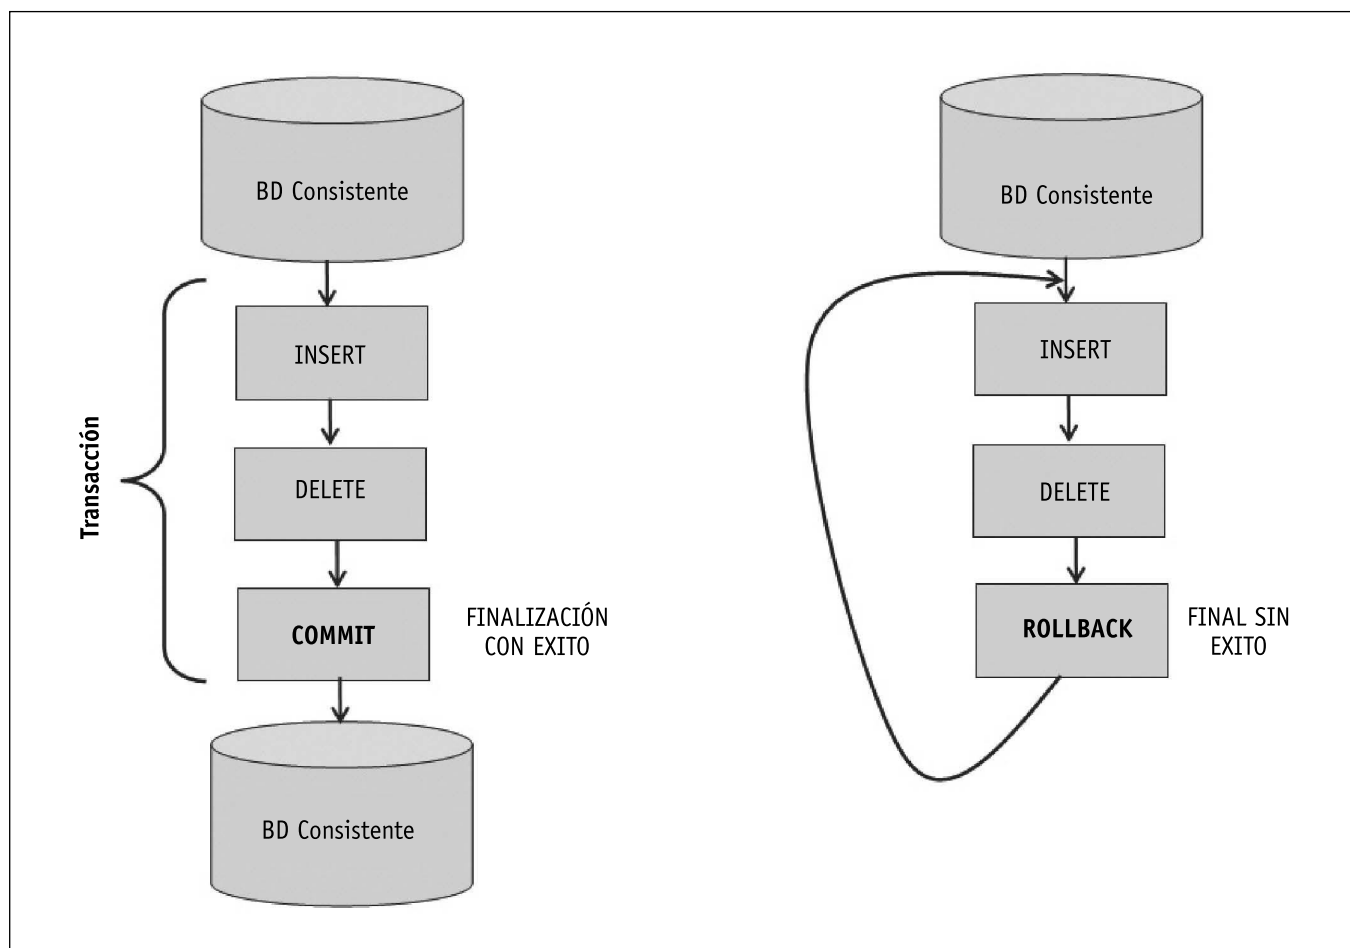 BD Consistente
INSERT
DELETE
COMMIT
FINALIZACIÓN
CON EXITO
BD Consistente
Transacción
BD Consistente
INSERT
DELETE
ROLLBACK
FINAL SIN
EXITO